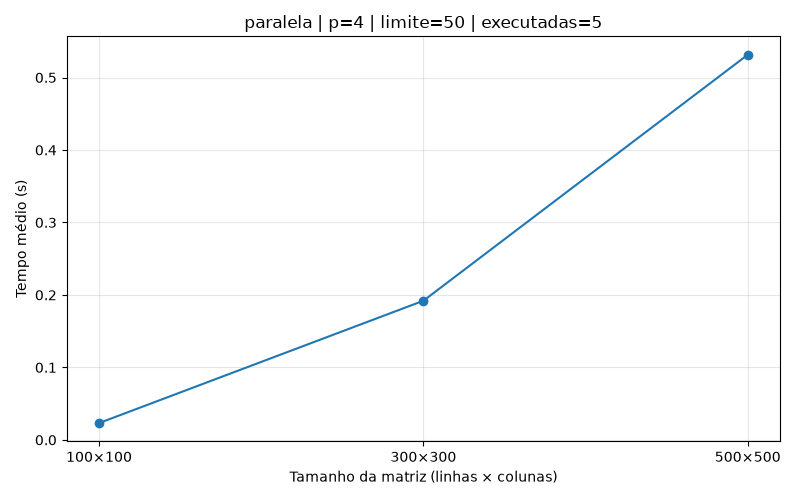 paralela | p=4 | limite=50 | executadas=5
Tempo médio (s)
0.5
0.4
0.3
0.2
0.1
0.0
100×100 300×300 500×500
Tamanho da matriz (linhas × colunas)